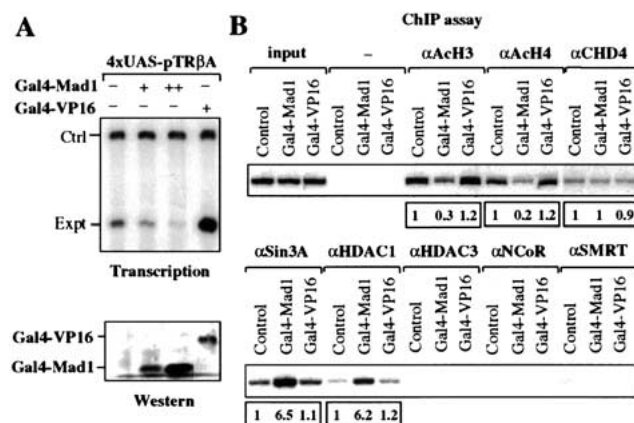 A
4xUAS-pTRβA
Gal4-Mad1 – + ++ –
Gal4-VP16 – – – +
Ctrl
Expt
Transcription
Gal4-VP16
Gal4-Mad1
Western
B
ChIP assay
input – αAcH3 αAcH4 αCHD4
Control Gal4-Mad1 Gal4-VP16 Control Gal4-Mad1 Gal4-VP16 Control Gal4-Mad1 Gal4-VP16 Control Gal4-Mad1 Gal4-VP16 Control Gal4-Mad1 Gal4-VP16
1 0.3 1.2 1 0.2 1.2 1 1 0.9
αSin3A αHDAC1 αHDAC3 αNCoR αSMRT
Control Gal4-Mad1 Gal4-VP16 Control Gal4-Mad1 Gal4-VP16 Control Gal4-Mad1 Gal4-VP16 Control Gal4-Mad1 Gal4-VP16 Control Gal4-Mad1 Gal4-VP16
1 6.5 1.1 1 6.2 1.2